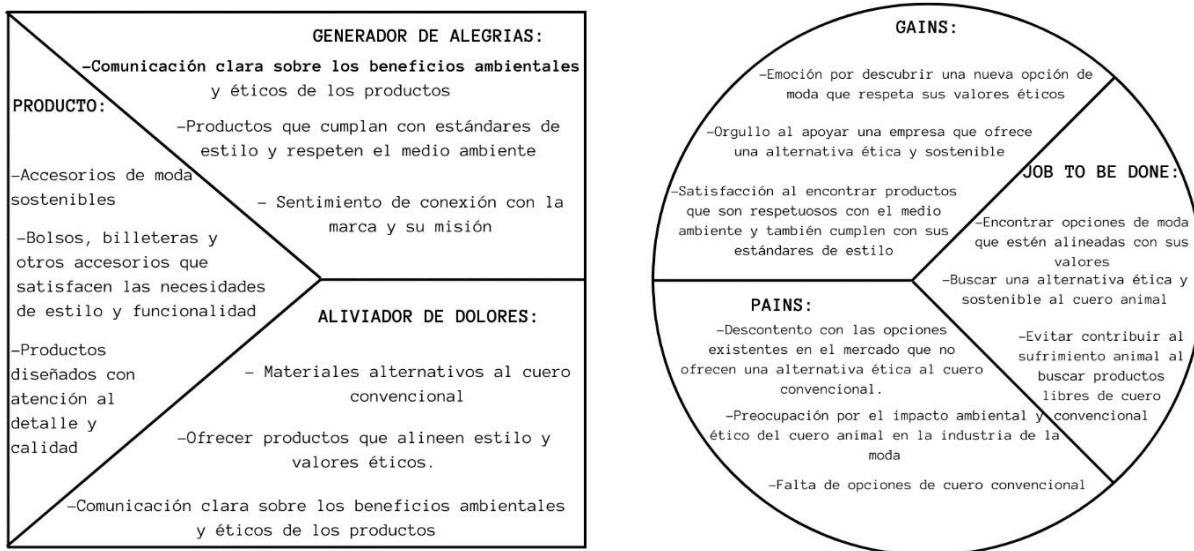 GENERADOR DE ALEGRIAS:
-Comunicación clara sobre los beneficios ambientales
y éticos de los productos
-Productos que cumplan con estándares de
estilo y respeten el medio ambiente
- Sentimiento de conexión con la
marca y su misión
PRODUCTO:
-Accesorios de moda
sostenibles
-Bolsos, billeteras y
otros accesorios que
satisfacen las necesidades
de estilo y funcionalidad
-Productos
diseñados con
atención al
detalle y
calidad
ALIVIADOR DE DOLORES:
- Materiales alternativos al cuero
convencional
-Ofrecer productos que alineen estilo y
valores éticos.
-Comunicación clara sobre los beneficios ambientales
y éticos de los productos
GAINS:
-Emoción por descubrir una nueva opción de
moda que respeta sus valores éticos
-Orgullo al apoyar una empresa que ofrece
una alternativa ética y sostenible
-Satisfacción al encontrar productos
que son respetuosos con el medio
ambiente y también cumplen con sus
estándares de estilo
JOB TO BE DONE:
-Encontrar opciones de moda
que estén alineadas con sus
valores
-Buscar una alternativa ética y
sostenible al cuero animal
-Evitar contribuir al
sufrimiento animal al
buscar productos
libres de cuero
convencional
PAINS:
-Descontento con las opciones
existentes en el mercado que no
ofrecen una alternativa ética al cuero
convencional.
-Preocupación por el impacto ambiental y
ético del cuero animal en la industria de la
moda
-Falta de opciones de cuero convencional